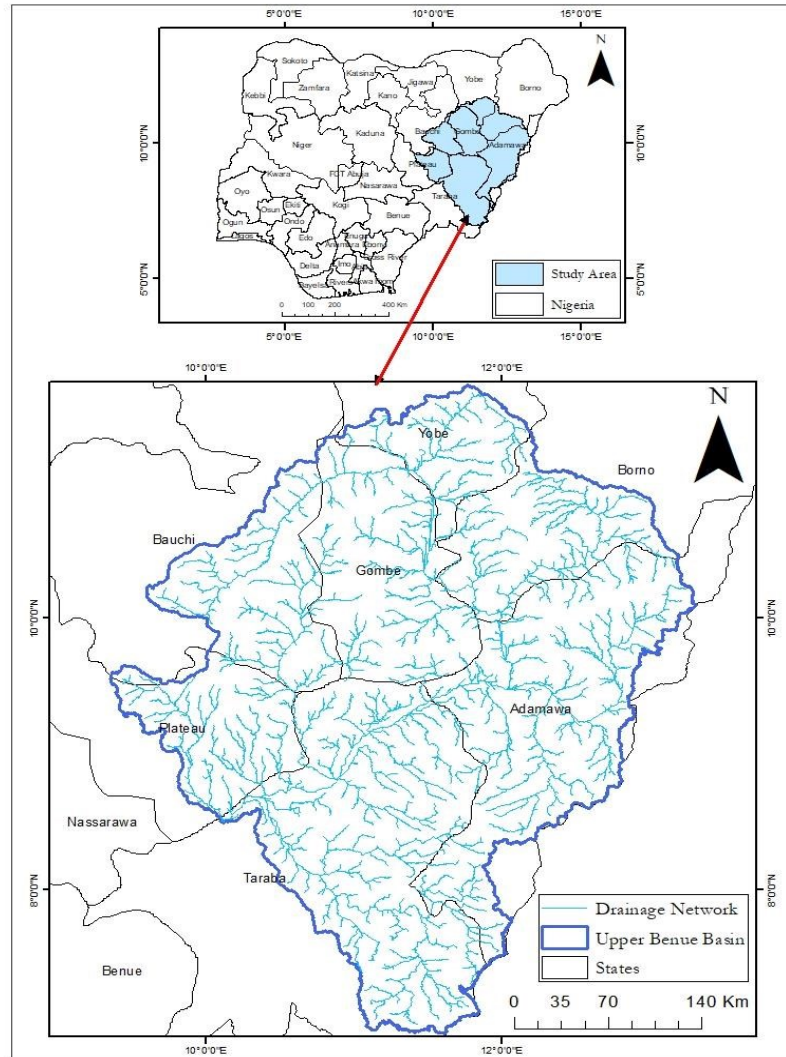 5°0'0"E 10°0'0"E 15°0'0"E
N
Sokoto
Katsina
Yobe
Borno
Jigawa
Zamfara
Kebbi
Kano
Bauchi
Gombe
Kaduna
Adamawa
10°0'0"N
10°0'0"N
Niger
Plateau
FCT Abuja
Kwara
Nasarawa
Taraba
Oyo
Kogi
Ekiti
Osun
Benue
Ogun
Ondo
Edo
Enugu
Anambra Ebonyi
Lagos
Cross River
Delta
Imo
Abia
Bayelsa
Rivers
Akwa Ibom
Study Area
Nigeria
5°0'0"N
5°0'0"N
0 100 200 400 Km
5°0'0"E 10°0'0"E 15°0'0"E
10°0'0"E 12°0'0"E
N
Yobe
Borno
Bauchi
Gombe
10°0'0"N
10°0'0"N
Adamawa
Plateau
Nassarawa
Taraba
8°0'0"N
8°0'0"N
Drainage Network
Upper Benue Basin
States
Benue
0 35 70 140 Km
10°0'0"E 12°0'0"E